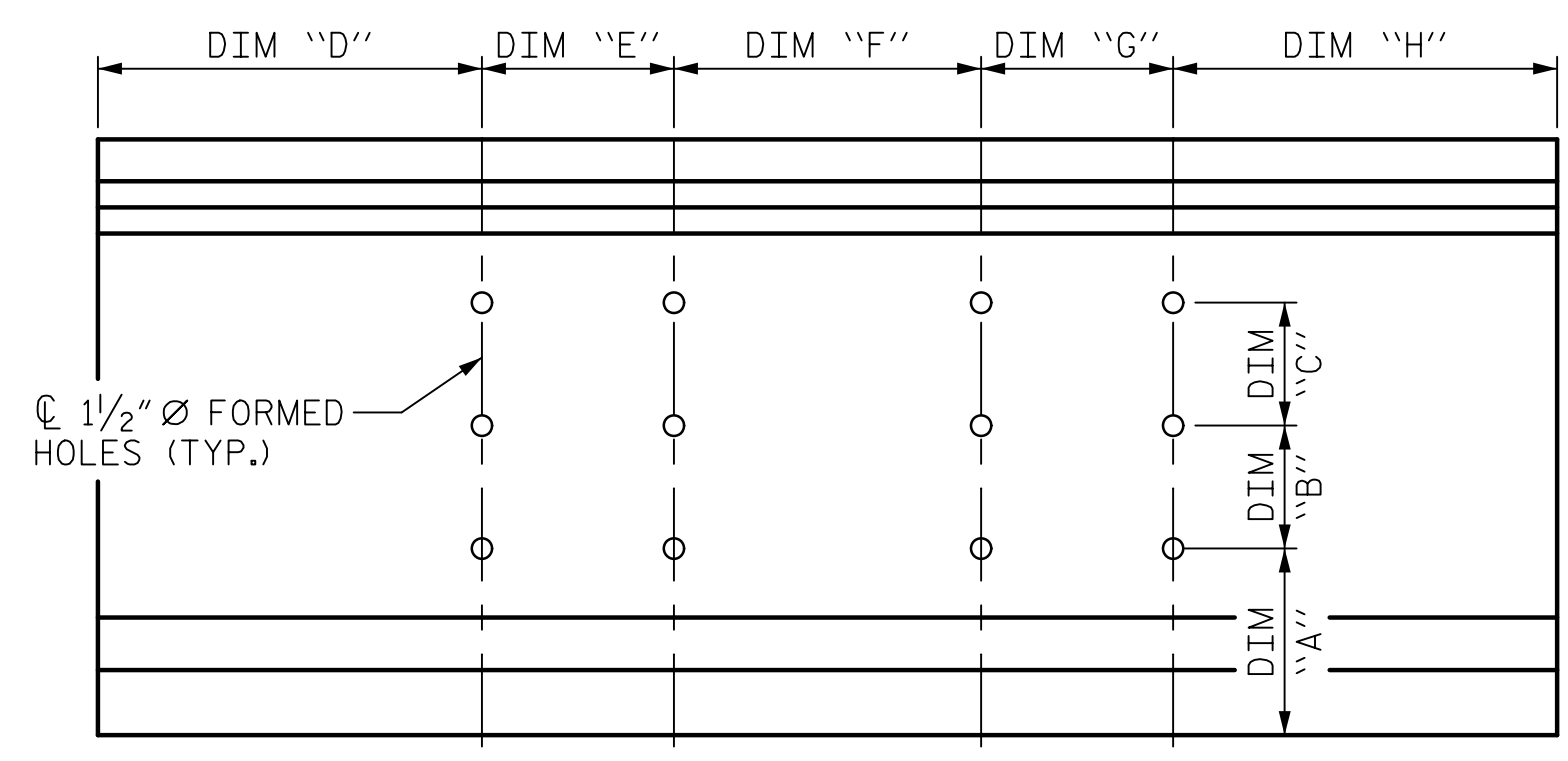 DIM ``D´´
DIM ``E´´
DIM ``F´´
DIM ``G´´
DIM ``H´´
DIM
``C´´
℄ 1½″ Ø FORMED
HOLES (TYP.)
DIM
``B´´
DIM
``A´´